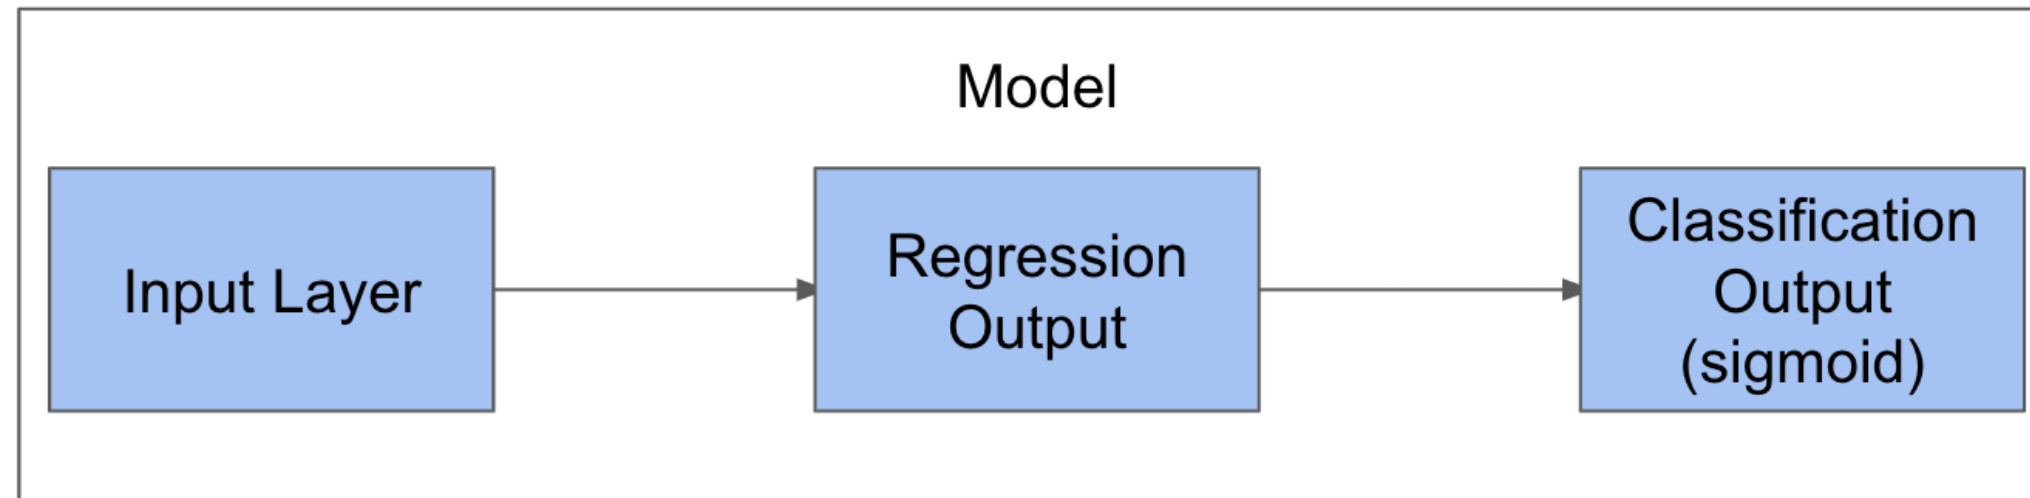 Model
Input Layer
Regression
Output
Classification
Output
(sigmoid)